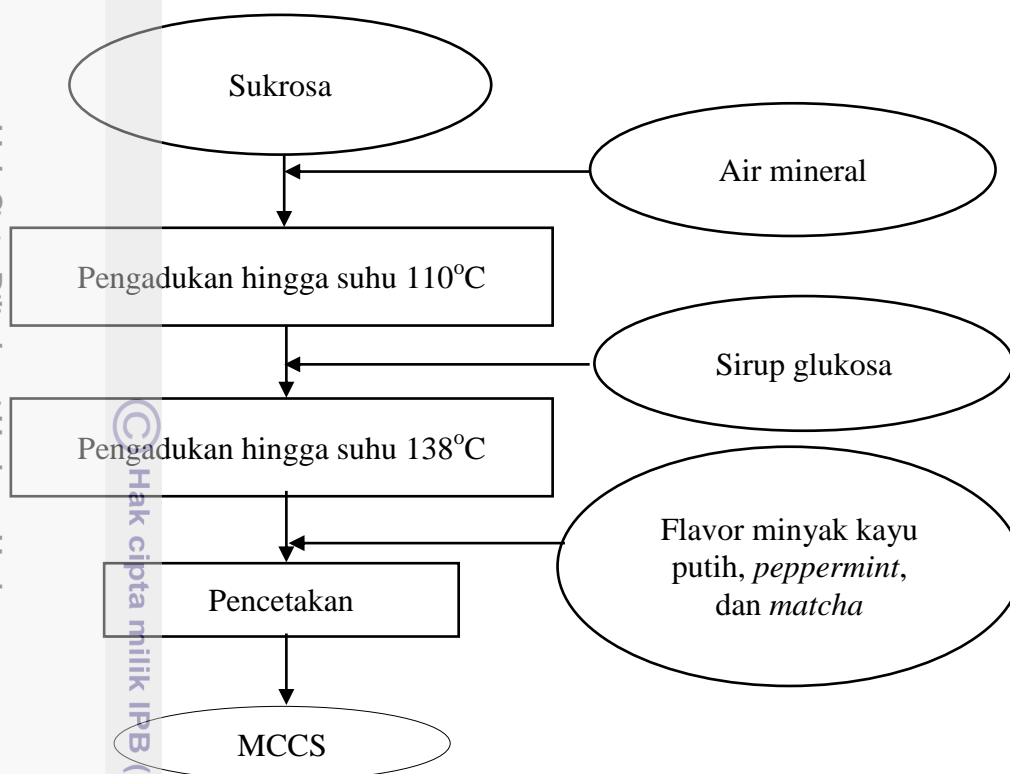 Sukrosa
Air mineral
Pengadukan hingga suhu 110°C
Sirup glukosa
Pengadukan hingga suhu 138°C
Flavor minyak kayu
putih, peppermint,
dan matcha
Pencetakan
MCCS
© Hak cipta milik IPB (